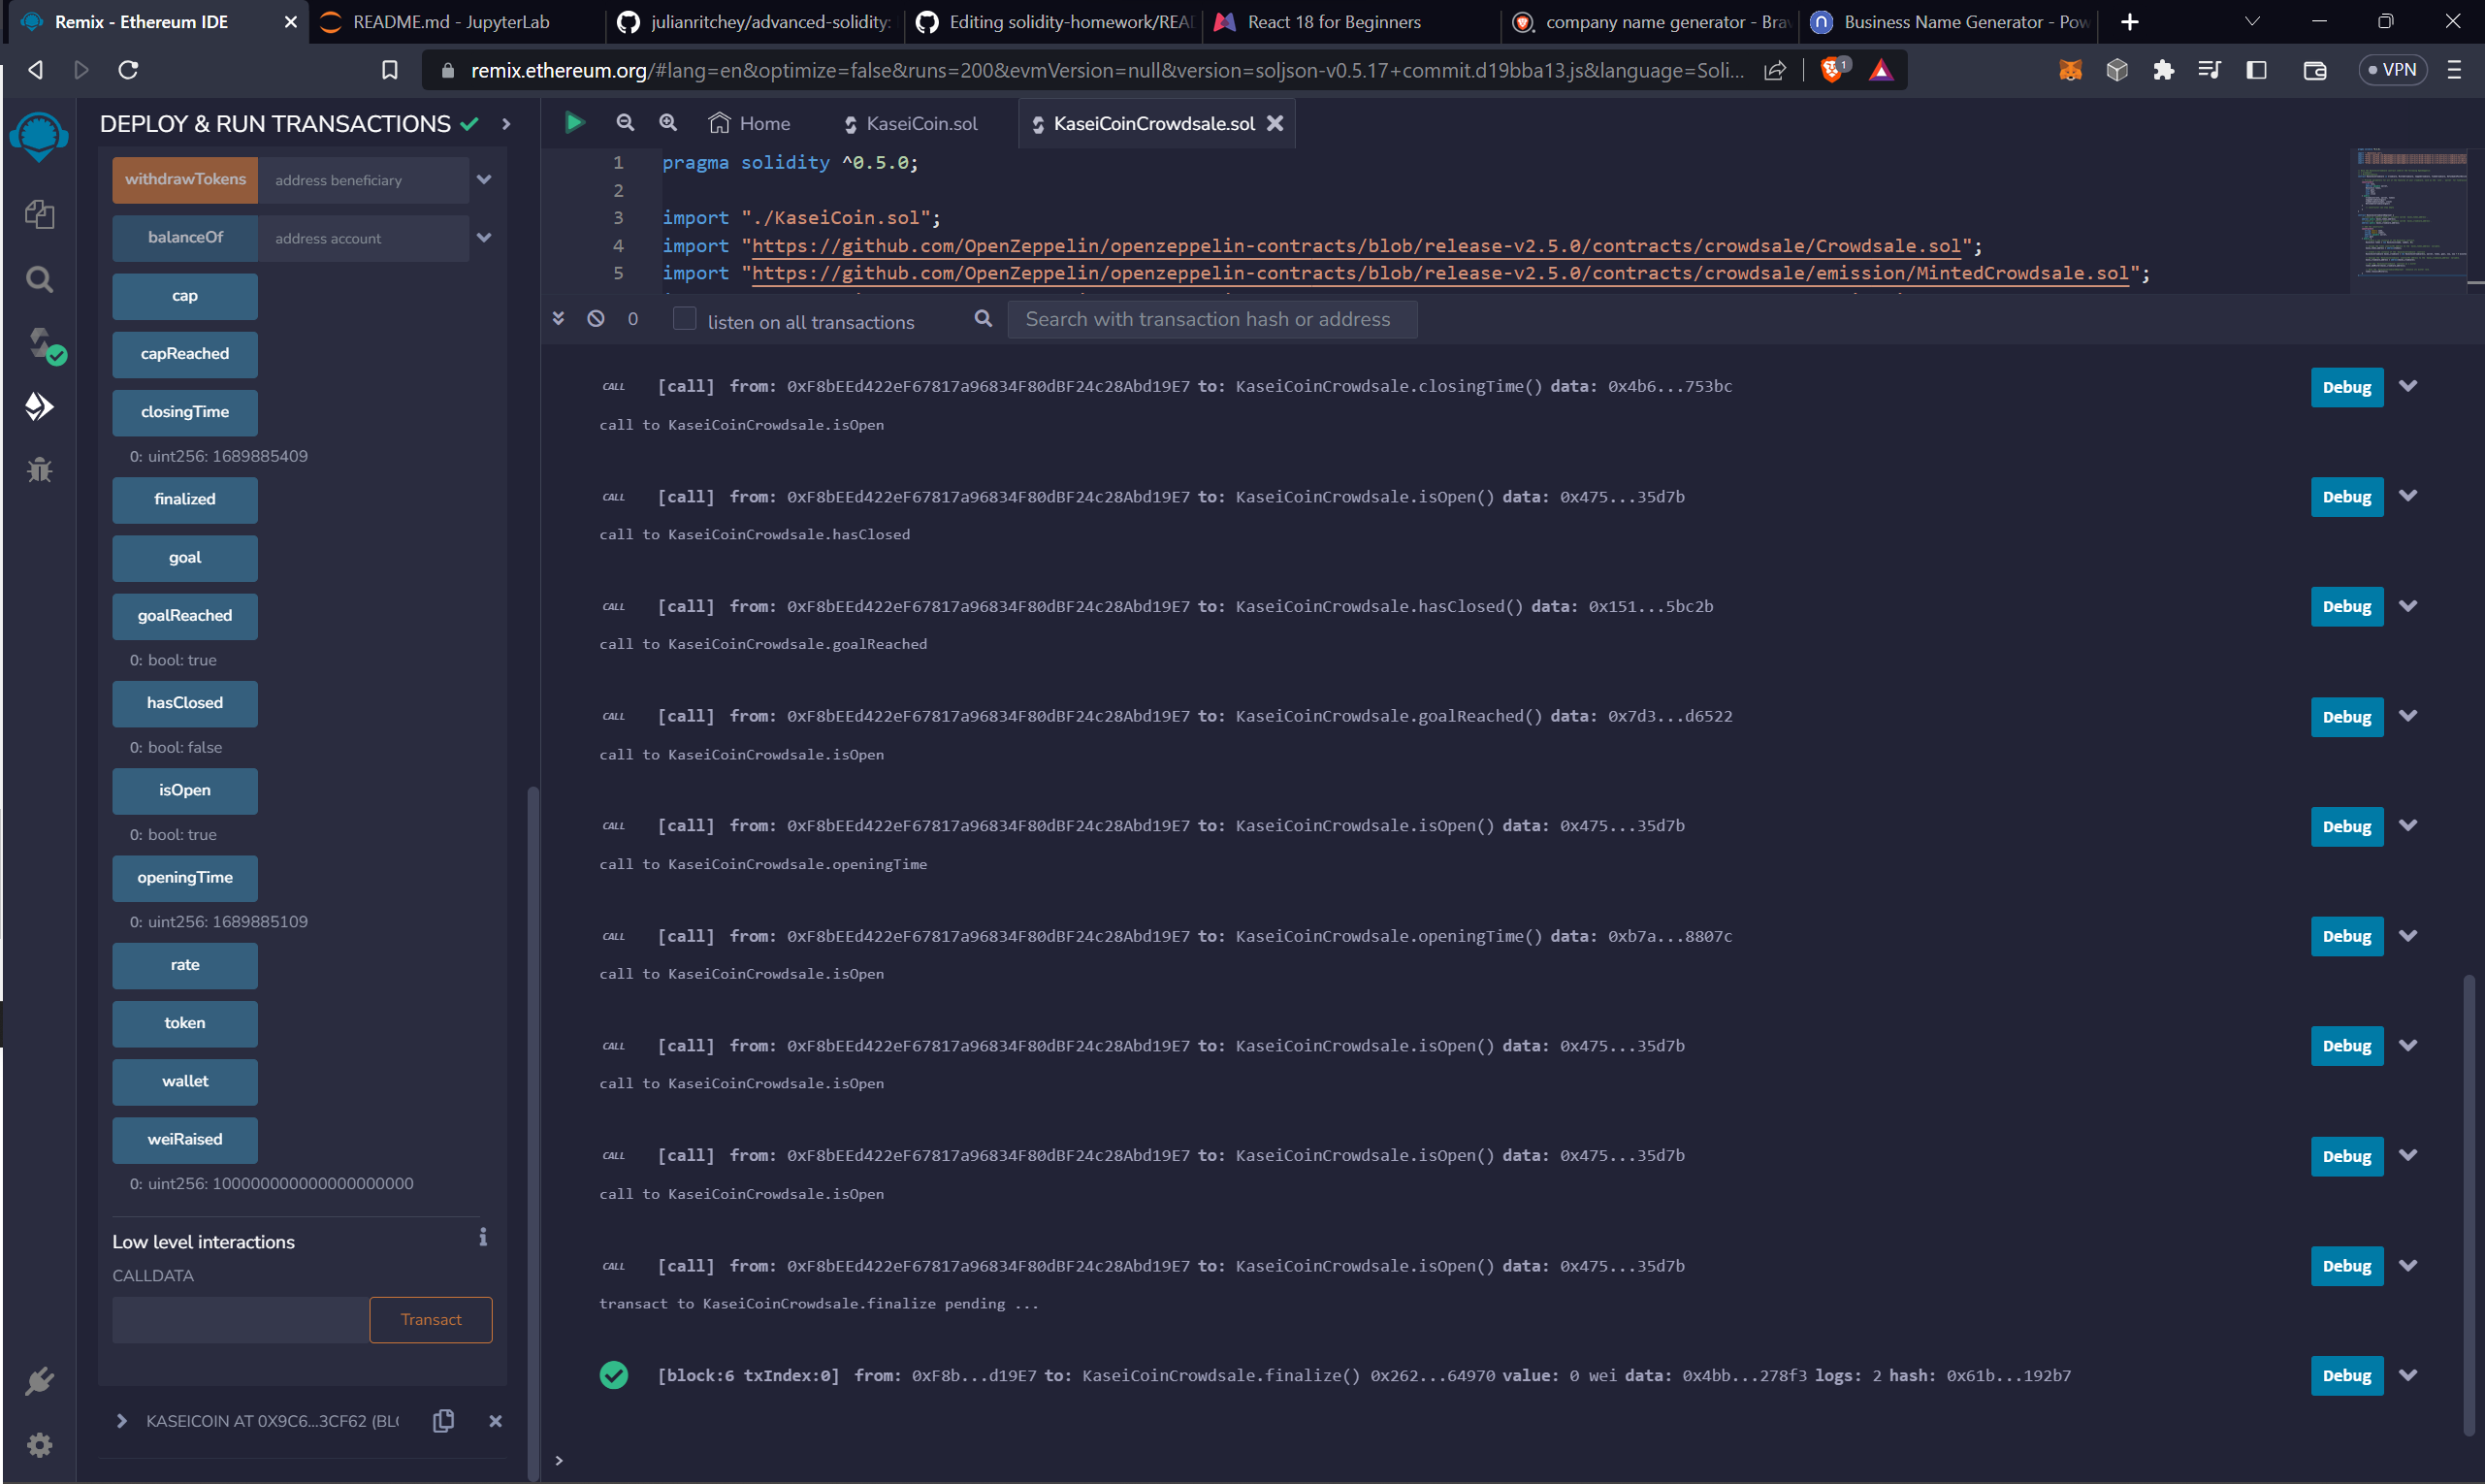 Remix - Ethereum IDE
README.md - JupyterLab
julianritchey/advanced-solidity:
Editing solidity-homework/REA
React 18 for Beginners
company name generator - Bra
Business Name Generator - Pow
remix.ethereum.org/#lang=en&optimize=false&runs=200&evmVersion=null&version=soljson-v0.5.17+commit.d19bba13.js&language=Soli...
1
VPN
DEPLOY & RUN TRANSACTIONS
withdrawTokens address beneficiary
balanceOf address account
cap
capReached
closingTime
0: uint256: 1689885409
finalized
goal
goalReached
0: bool: true
hasClosed
0: bool: false
isOpen
0: bool: true
openingTime
0: uint256: 1689885109
rate
token
wallet
weiRaised
0: uint256: 100000000000000000000
Low level interactions
CALLDATA
Transact
KASEICOIN AT 0X9C6...3CF62 (BLO
Home
KaseiCoin.sol
KaseiCoinCrowdsale.sol
1 pragma solidity ^0.5.0;
2
3 import "./KaseiCoin.sol";
4 import "https://github.com/OpenZeppelin/openzeppelin-contracts/blob/release-v2.5.0/contracts/crowdsale/Crowdsale.sol";
5 import "https://github.com/OpenZeppelin/openzeppelin-contracts/blob/release-v2.5.0/contracts/crowdsale/emission/MintedCrowdsale.sol";
0 listen on all transactions Search with transaction hash or address
CALL [call] from: 0xF8bEEd422eF67817a96834F80dBF24c28Abd19E7 to: KaseiCoinCrowdsale.closingTime() data: 0x4b6...753bc Debug
call to KaseiCoinCrowdsale.isOpen
CALL [call] from: 0xF8bEEd422eF67817a96834F80dBF24c28Abd19E7 to: KaseiCoinCrowdsale.isOpen() data: 0x475...35d7b Debug
call to KaseiCoinCrowdsale.hasClosed
CALL [call] from: 0xF8bEEd422eF67817a96834F80dBF24c28Abd19E7 to: KaseiCoinCrowdsale.hasClosed() data: 0x151...5bc2b Debug
call to KaseiCoinCrowdsale.goalReached
CALL [call] from: 0xF8bEEd422eF67817a96834F80dBF24c28Abd19E7 to: KaseiCoinCrowdsale.goalReached() data: 0x7d3...d6522 Debug
call to KaseiCoinCrowdsale.isOpen
CALL [call] from: 0xF8bEEd422eF67817a96834F80dBF24c28Abd19E7 to: KaseiCoinCrowdsale.isOpen() data: 0x475...35d7b Debug
call to KaseiCoinCrowdsale.openingTime
CALL [call] from: 0xF8bEEd422eF67817a96834F80dBF24c28Abd19E7 to: KaseiCoinCrowdsale.openingTime() data: 0xb7a...8807c Debug
call to KaseiCoinCrowdsale.isOpen
CALL [call] from: 0xF8bEEd422eF67817a96834F80dBF24c28Abd19E7 to: KaseiCoinCrowdsale.isOpen() data: 0x475...35d7b Debug
call to KaseiCoinCrowdsale.isOpen
CALL [call] from: 0xF8bEEd422eF67817a96834F80dBF24c28Abd19E7 to: KaseiCoinCrowdsale.isOpen() data: 0x475...35d7b Debug
call to KaseiCoinCrowdsale.isOpen
CALL [call] from: 0xF8bEEd422eF67817a96834F80dBF24c28Abd19E7 to: KaseiCoinCrowdsale.isOpen() data: 0x475...35d7b Debug
transact to KaseiCoinCrowdsale.finalize pending ...
[block:6 txIndex:0] from: 0xF8b...d19E7 to: KaseiCoinCrowdsale.finalize() 0x262...64970 value: 0 wei data: 0x4bb...278f3 logs: 2 hash: 0x61b...192b7 Debug
>